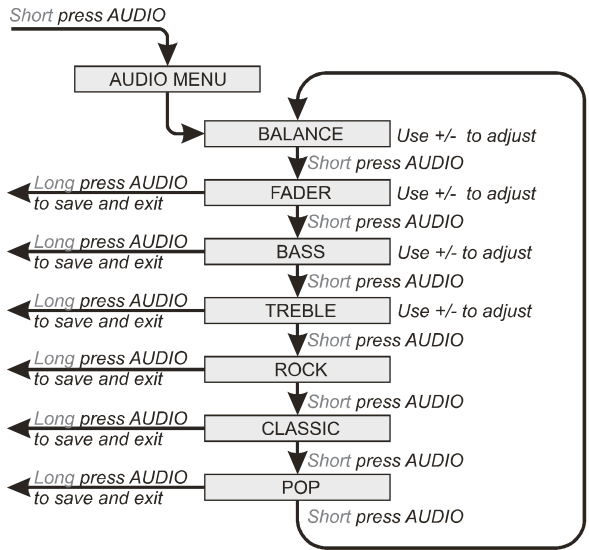 Short press AUDIO
AUDIO MENU
BALANCE Use +/- to adjust
Short press AUDIO
Long press AUDIO
to save and exit
FADER Use +/- to adjust
Short press AUDIO
Long press AUDIO
to save and exit
BASS Use +/- to adjust
Short press AUDIO
Long press AUDIO
to save and exit
TREBLE Use +/- to adjust
Short press AUDIO
Long press AUDIO
to save and exit
ROCK
Short press AUDIO
Long press AUDIO
to save and exit
CLASSIC
Short press AUDIO
Long press AUDIO
to save and exit
POP
Short press AUDIO